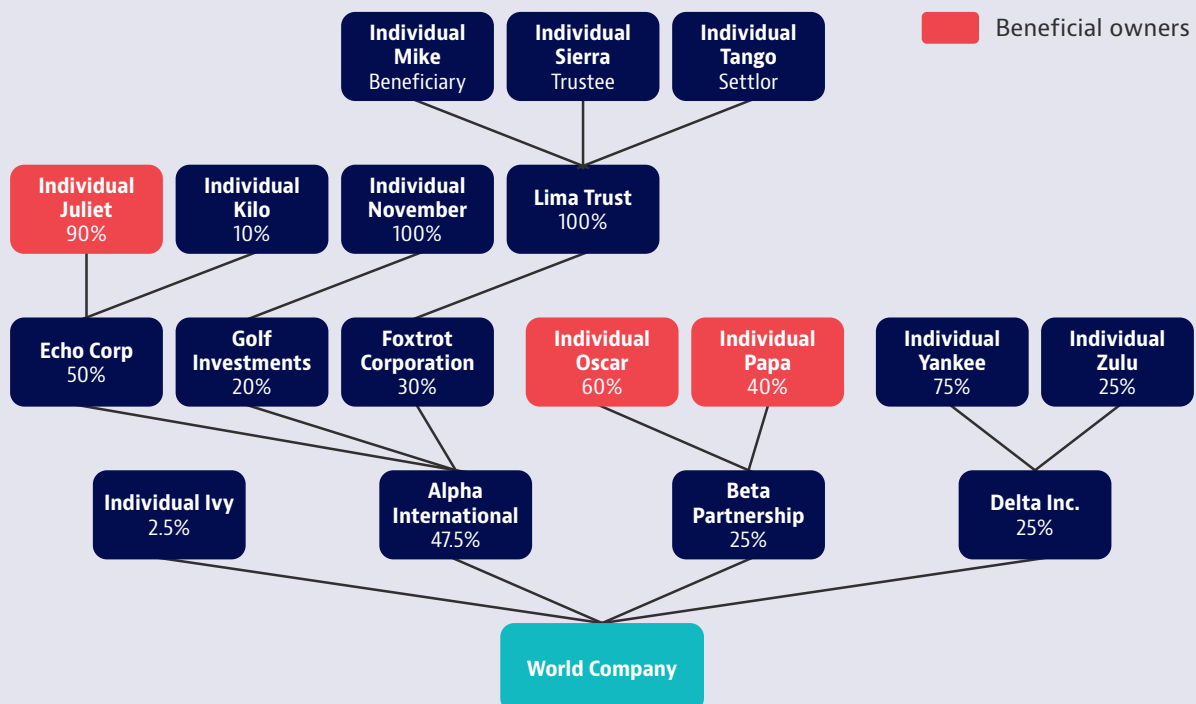 Individual
Mike
Beneficiary
Individual
Sierra
Trustee
Individual
Tango
Settlor
Beneficial owners
Individual
Juliet
90%
Individual
Kilo
10%
Individual
November
100%
Lima Trust
100%
Echo Corp
50%
Golf
Investments
20%
Foxtrot
Corporation
30%
Individual
Oscar
60%
Individual
Papa
40%
Individual
Yankee
75%
Individual
Zulu
25%
Individual Ivy
2.5%
Alpha
International
47.5%
Beta
Partnership
25%
Delta Inc.
25%
World Company